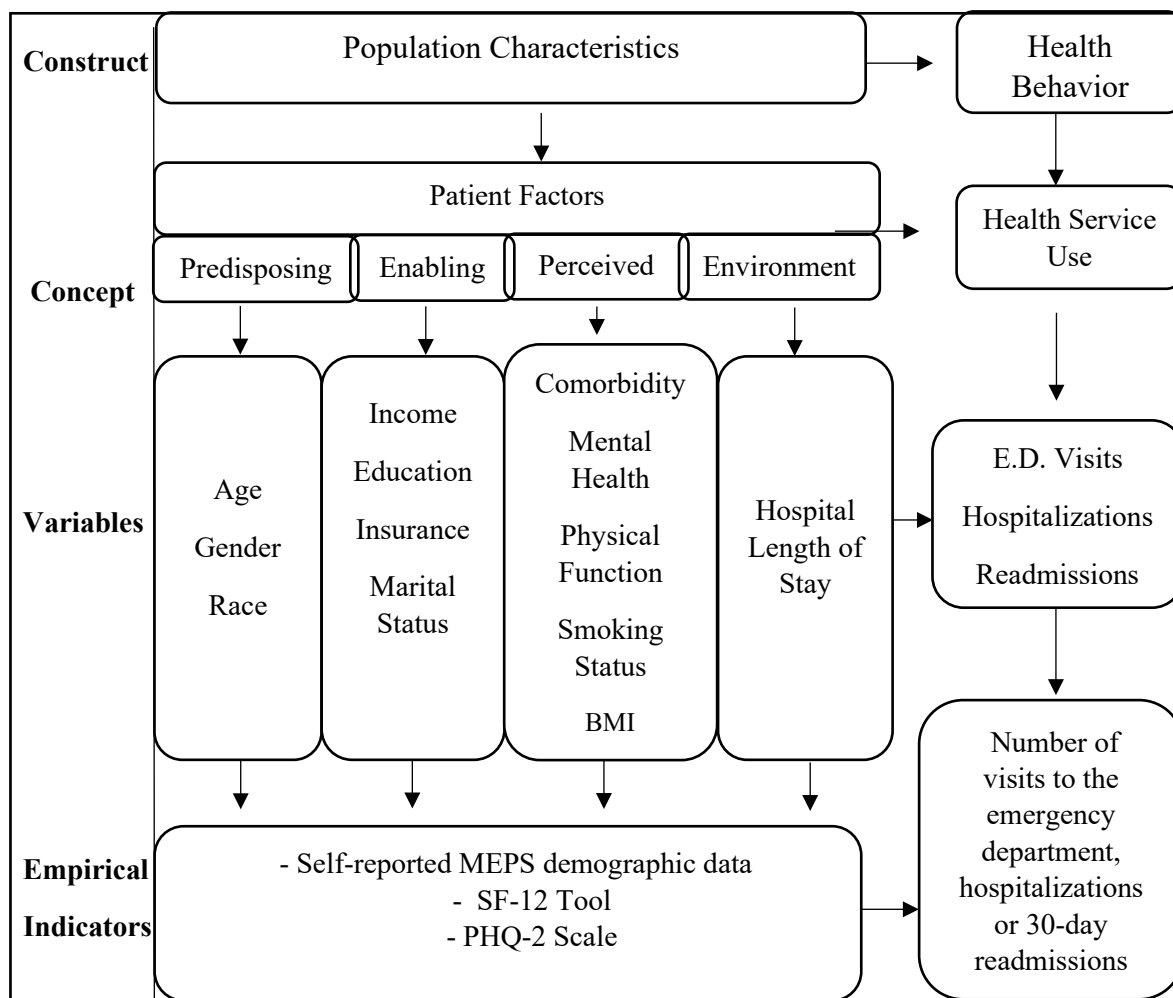 Construct
Population Characteristics
Health
Behavior
Concept
Patient Factors
Predisposing
Enabling
Perceived
Environment
Health Service
Use
Variables
Age
Gender
Race
Income
Education
Insurance
Marital
Status
Comorbidity
Mental
Health
Physical
Function
Smoking
Status
BMI
Hospital
Length of
Stay
E.D. Visits
Hospitalizations
Readmissions
Empirical
Indicators
- Self-reported MEPS demographic data
- SF-12 Tool
- PHQ-2 Scale
Number of
visits to the
emergency
department,
hospitalizations
or 30-day
readmissions